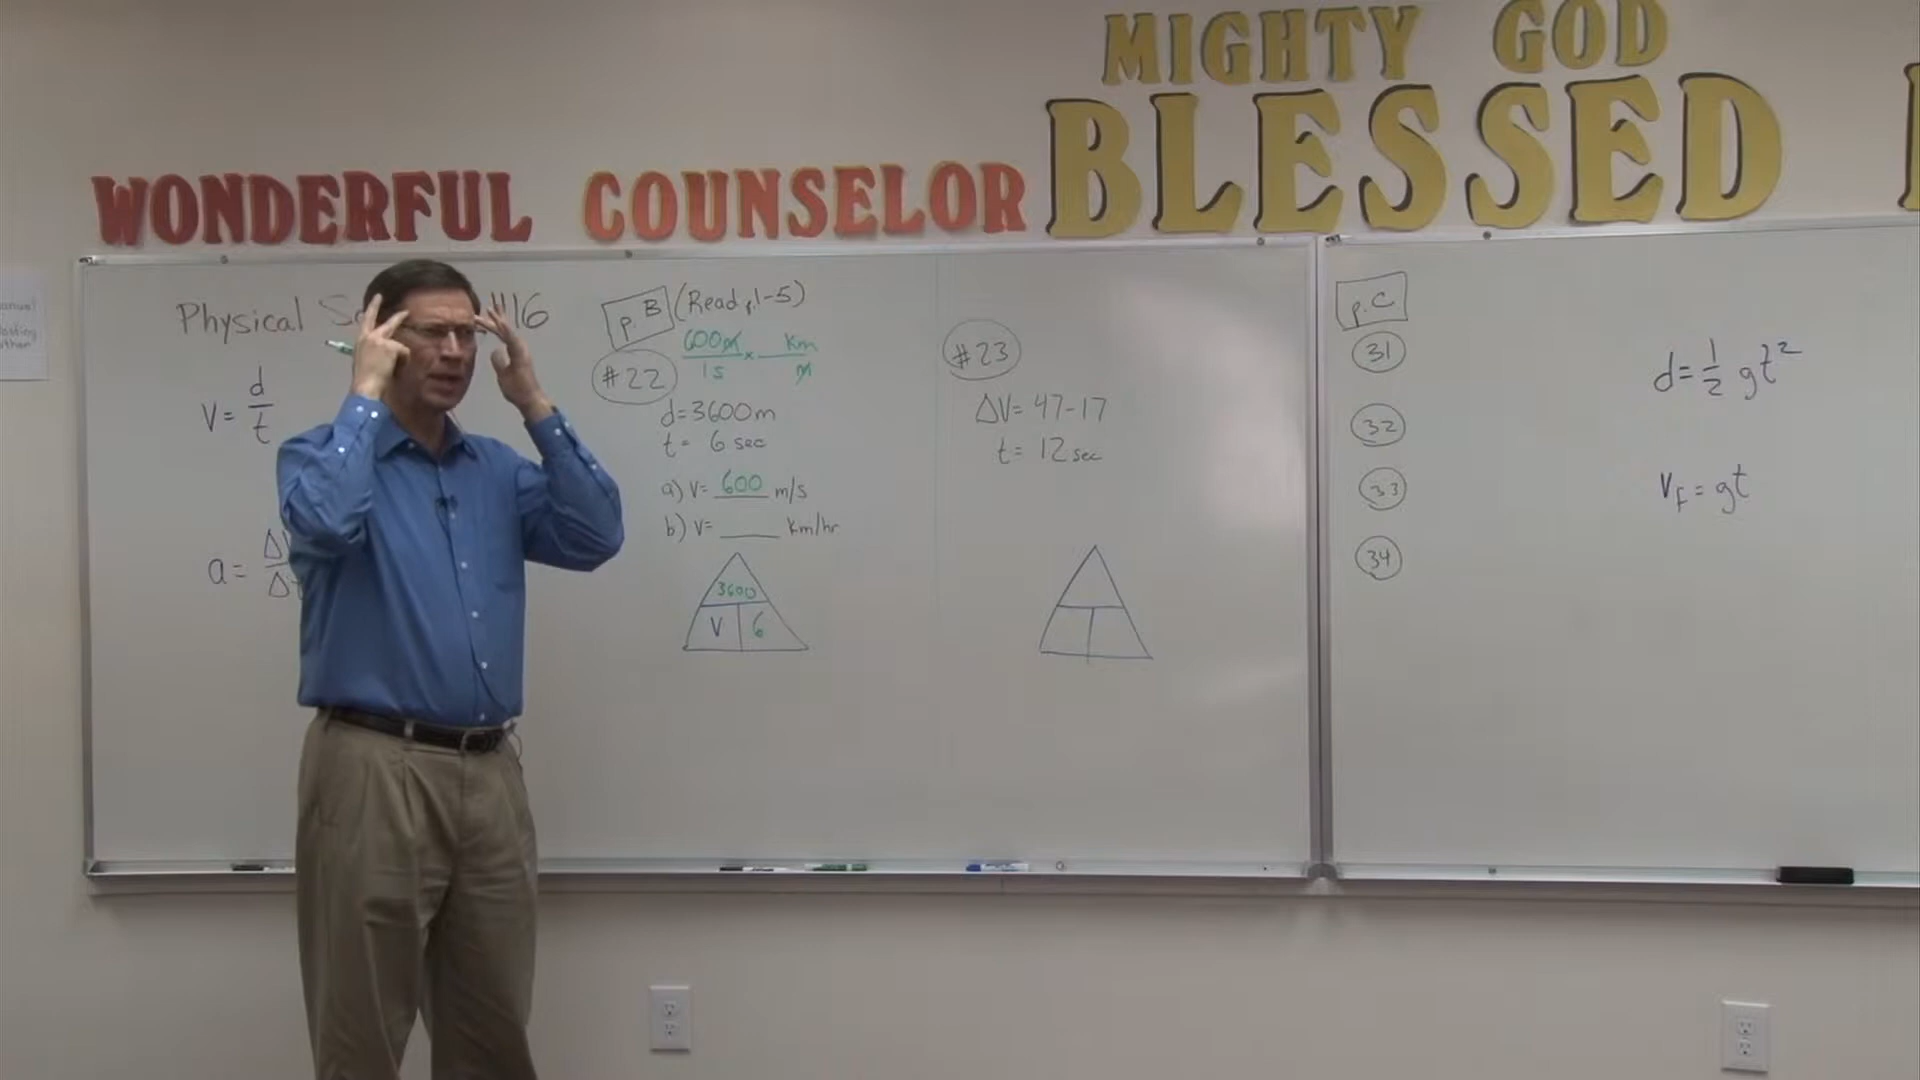 MIGHTY GOD
WONDERFUL COUNSELOR BLESSED
Physical #16
V = d/t
a =
p. B (Read p. 1-5)
600m/1s × km/m
#22
d = 3600m
t = 6 sec
a) V = 600 m/s
b) V = ____ km/hr
3600
V 6
#23
ΔV = 47-17
t = 12 sec
p. C
31
32
33
34
d = 1/2 gt²
VF = gt